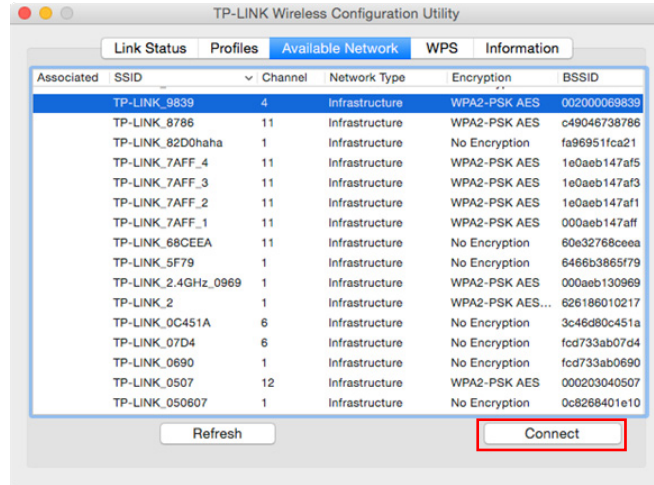 TP-LINK Wireless Configuration Utility
Link Status Profiles Available Network WPS Information
Associated SSID Channel Network Type Encryption BSSID
TP-LINK_9839 4 Infrastructure WPA2-PSK AES 002000069839
TP-LINK_8786 11 Infrastructure WPA2-PSK AES c49046738786
TP-LINK_82D0haha 1 Infrastructure No Encryption fa96951fca21
TP-LINK_7AFF_4 11 Infrastructure WPA2-PSK AES 1e0aeb147af5
TP-LINK_7AFF_3 11 Infrastructure WPA2-PSK AES 1e0aeb147af3
TP-LINK_7AFF_2 11 Infrastructure WPA2-PSK AES 1e0aeb147af1
TP-LINK_7AFF_1 11 Infrastructure WPA2-PSK AES 000aeb147aff
TP-LINK_68CEEA 11 Infrastructure No Encryption 60e32768ceea
TP-LINK_5F79 1 Infrastructure No Encryption 6466b3865f79
TP-LINK_2.4GHz_0969 1 Infrastructure WPA2-PSK AES 000aeb130969
TP-LINK_2 1 Infrastructure WPA2-PSK AES... 626186010217
TP-LINK_0C451A 6 Infrastructure No Encryption 3c46d80c451a
TP-LINK_07D4 6 Infrastructure No Encryption fcd733ab07d4
TP-LINK_0690 1 Infrastructure No Encryption fcd733ab0690
TP-LINK_0507 12 Infrastructure WPA2-PSK AES 000203040507
TP-LINK_050607 1 Infrastructure No Encryption 0c8268401e10
Refresh Connect